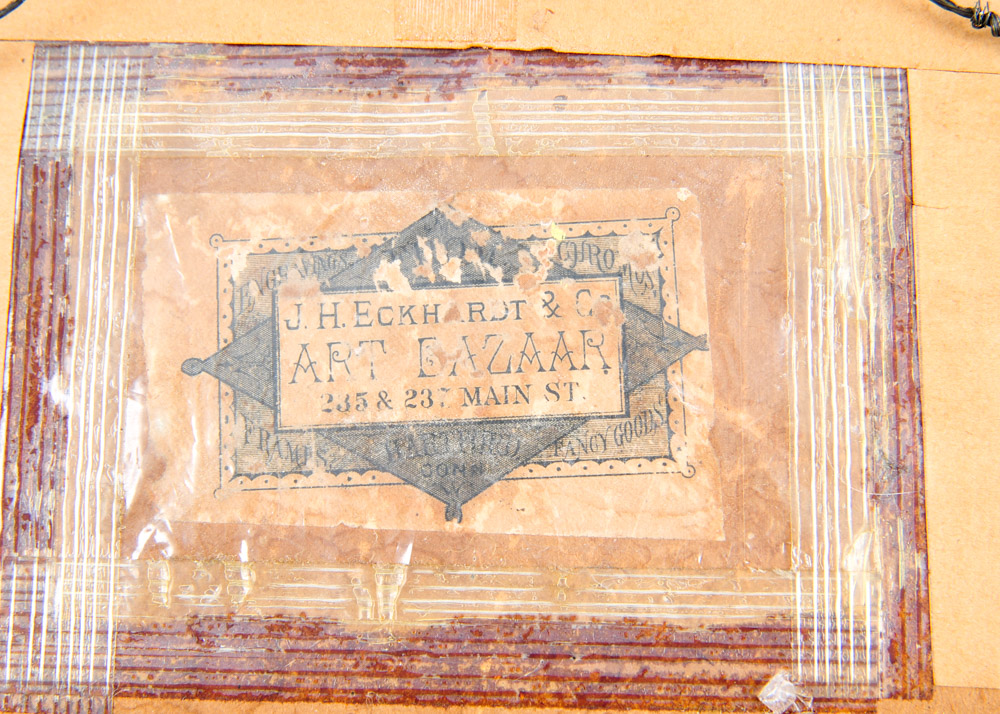 ENGRAVINGS
CHROMOS.
J. H. ECKHARDT & Co
ART BAZAAR
235 & 237 MAIN ST.
FRAMES
HARTFORD
CONN
FANCY GOODS